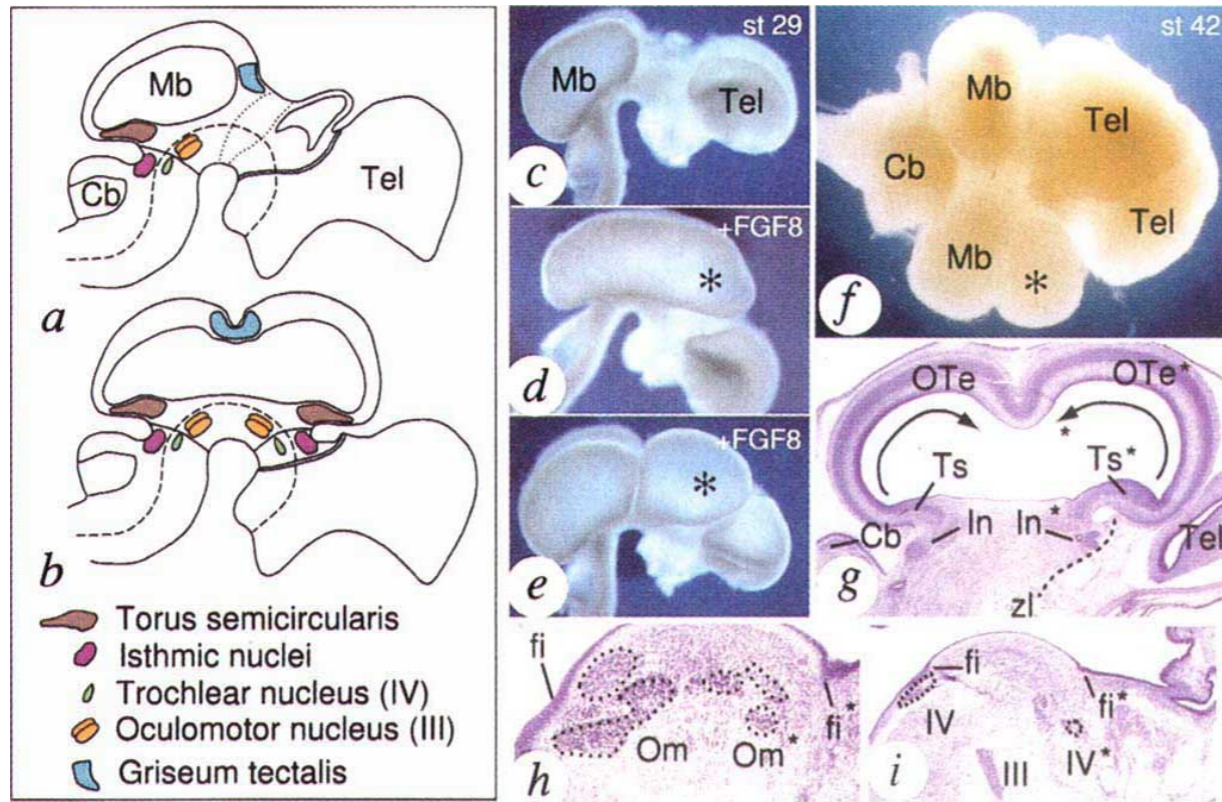 Mb
Cb
Tel
a
b
Torus semicircularis
Isthmic nuclei
Trochlear nucleus (IV)
Oculomotor nucleus (III)
Griseum tectalis
st 29
Mb
Tel
c
+FGF8
*
d
+FGF8
*
e
st 42
Mb
Tel
Cb
Tel
Mb
*
f
OTe
OTe*
*
Ts
Ts*
In
In*
Cb
Tel
g
zl
fi
Om
Om*
fi*
h
fi
IV
III
IV*
fi*
i